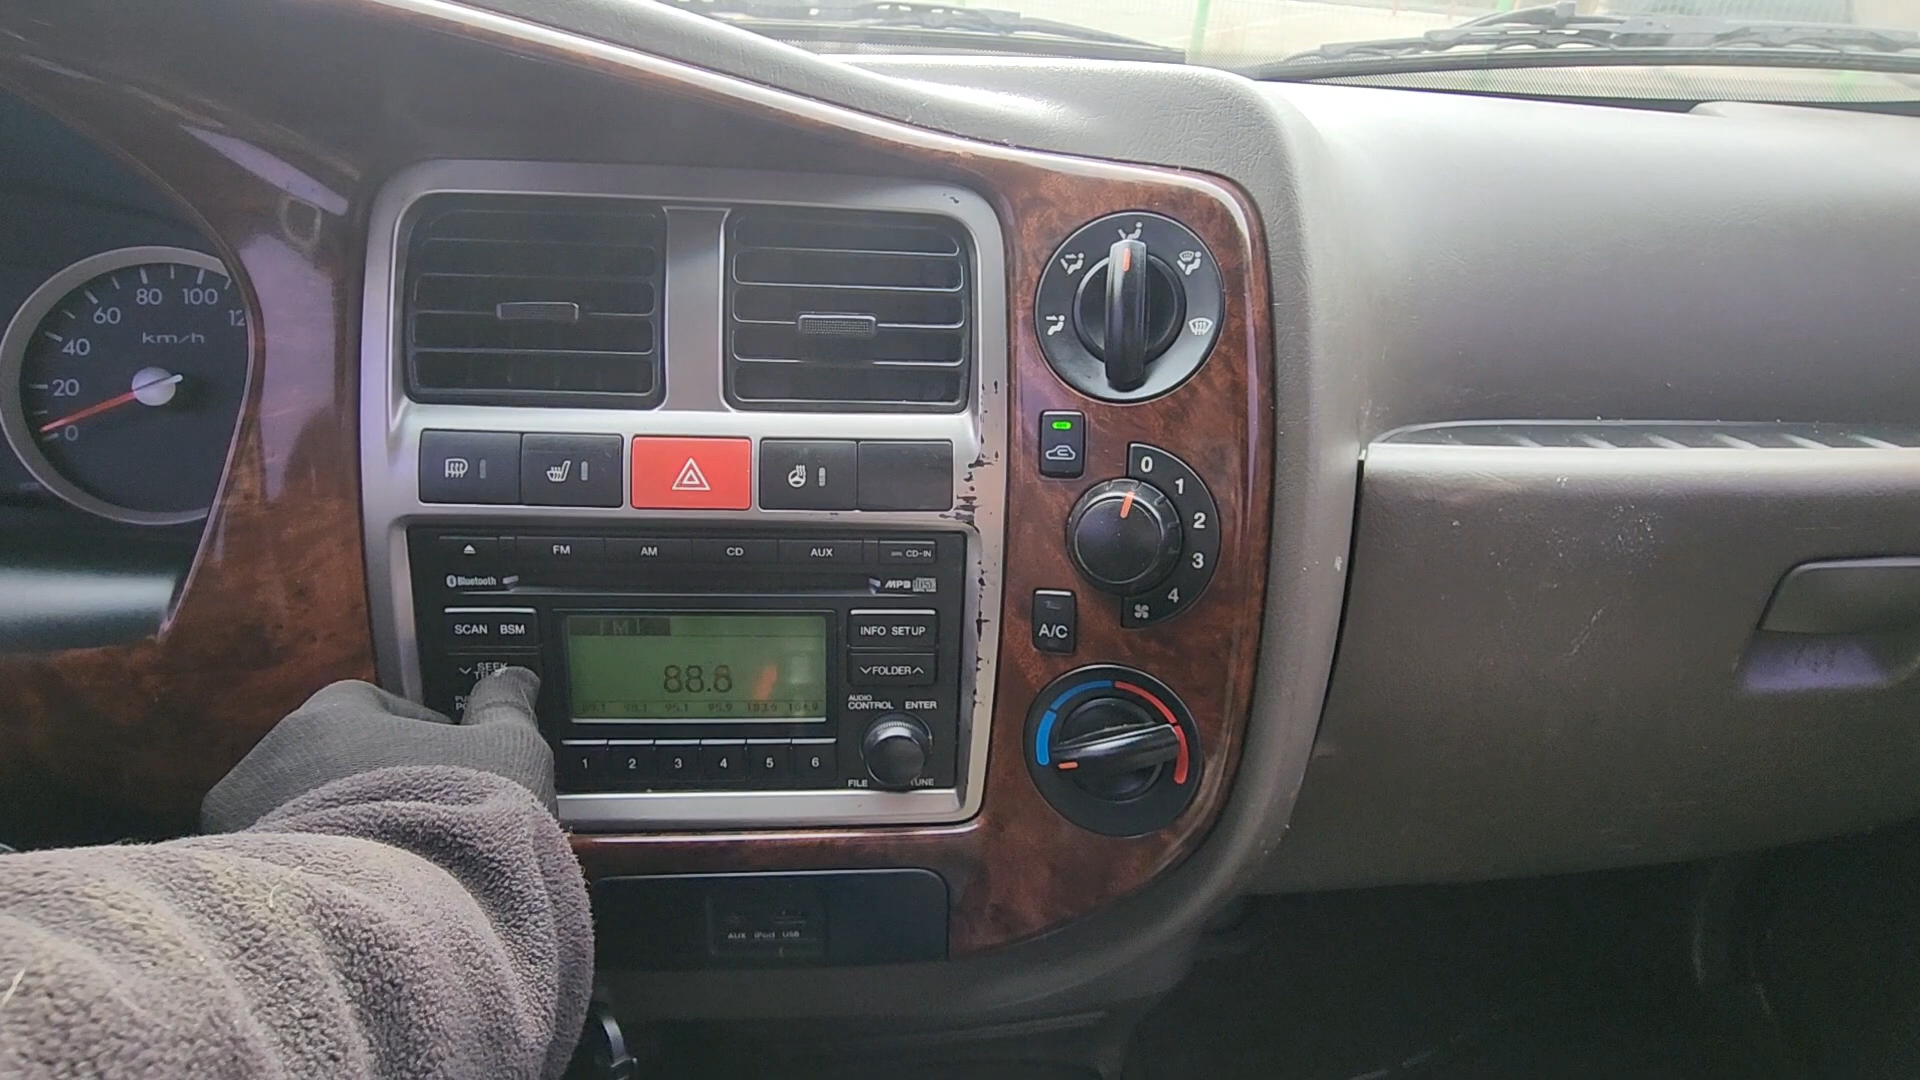 80 100
60 12
km/h
40
20
0
FM AM CD AUX CD-IN
Bluetooth MP3
SCAN BSM
INFO SETUP
SEEK
88.8
FOLDER
AUDIO
CONTROL ENTER
1 2 3 4 5 6
FILE TUNE
AUX iPod USB
0
1
2
3
4
A/C